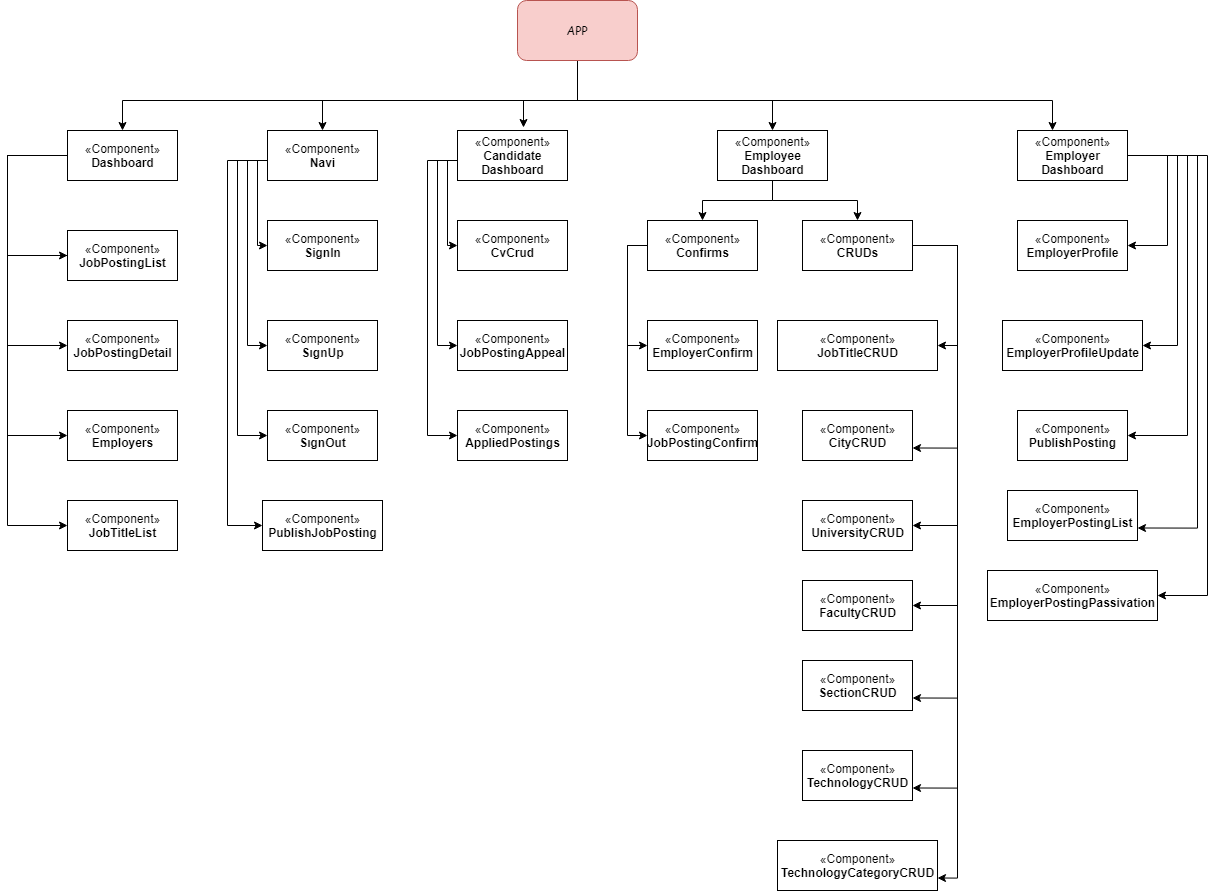 APP
«Component»
Dashboard
«Component»
Navi
«Component»
Candidate
Dashboard
«Component»
Employee
Dashboard
«Component»
Employer
Dashboard
«Component»
JobPostingList
«Component»
SignIn
«Component»
CvCrud
«Component»
Confirms
«Component»
CRUDs
«Component»
EmployerProfile
«Component»
JobPostingDetail
«Component»
SıgnUp
«Component»
JobPostingAppeal
«Component»
EmployerConfirm
«Component»
JobTitleCRUD
«Component»
EmployerProfileUpdate
«Component»
Employers
«Component»
SıgnOut
«Component»
AppliedPostings
«Component»
JobPostingConfirm
«Component»
CityCRUD
«Component»
PublishPosting
«Component»
JobTitleList
«Component»
PublishJobPosting
«Component»
UniversityCRUD
«Component»
EmployerPostingList
«Component»
FacultyCRUD
«Component»
EmployerPostingPassivation
«Component»
SectionCRUD
«Component»
TechnologyCRUD
«Component»
TechnologyCategoryCRUD